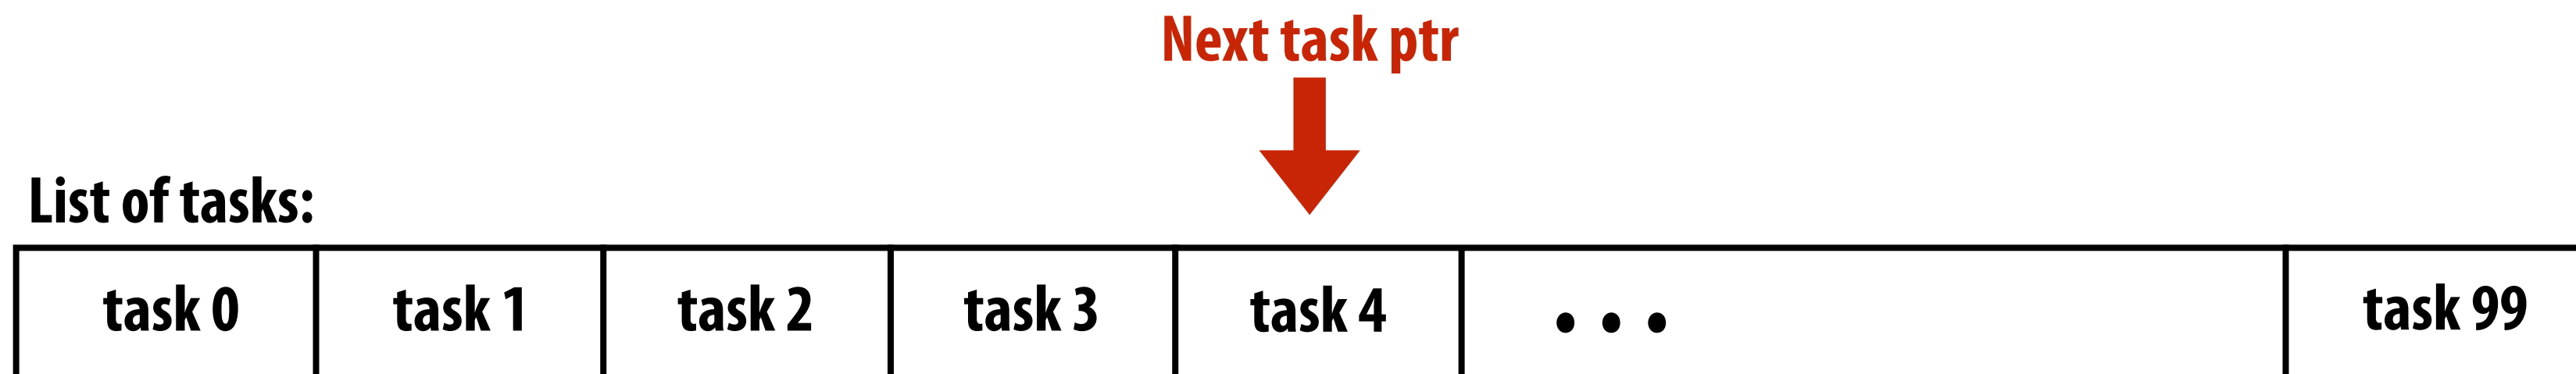 Next task ptr
List of tasks:
task 0 task 1 task 2 task 3 task 4 • • • task 99